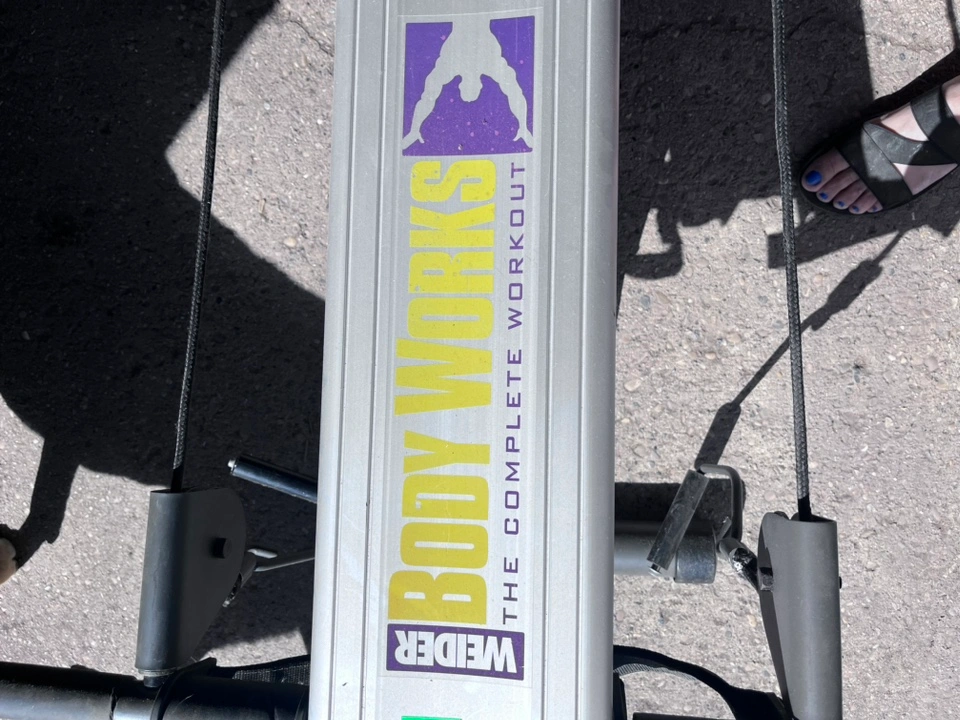 WEIDER
BODY WORKS
THE COMPLETE WORKOUT